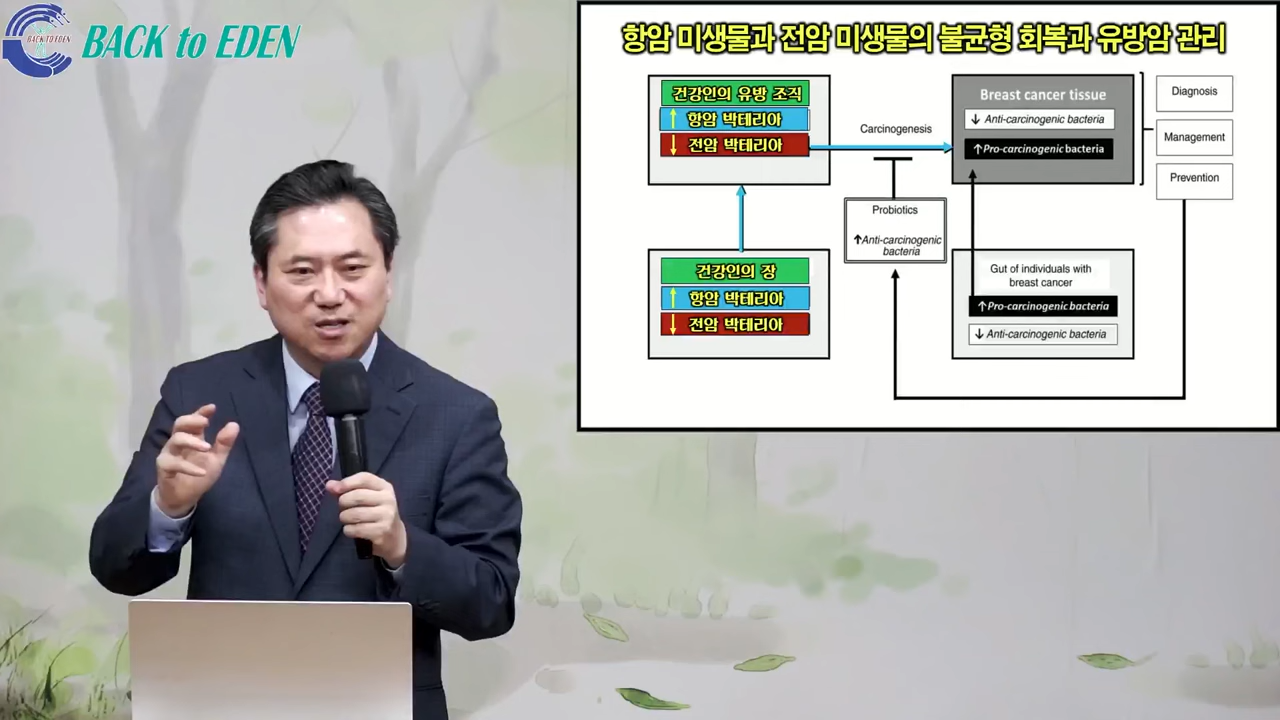 BACK TO EDEN
BACK to EDEN
항암 미생물과 전암 미생물의 불균형 회복과 유방암 관리
건강인의 유방 조직
↑ 항암 박테리아
↓ 전암 박테리아
Carcinogenesis
Breast cancer tissue
↓ Anti-carcinogenic bacteria
↑Pro-carcinogenic bacteria
Diagnosis
Management
Prevention
Probiotics
↑Anti-carcinogenic
bacteria
건강인의 장
↑ 항암 박테리아
↓ 전암 박테리아
Gut of individuals with
breast cancer
↑Pro-carcinogenic bacteria
↓ Anti-carcinogenic bacteria